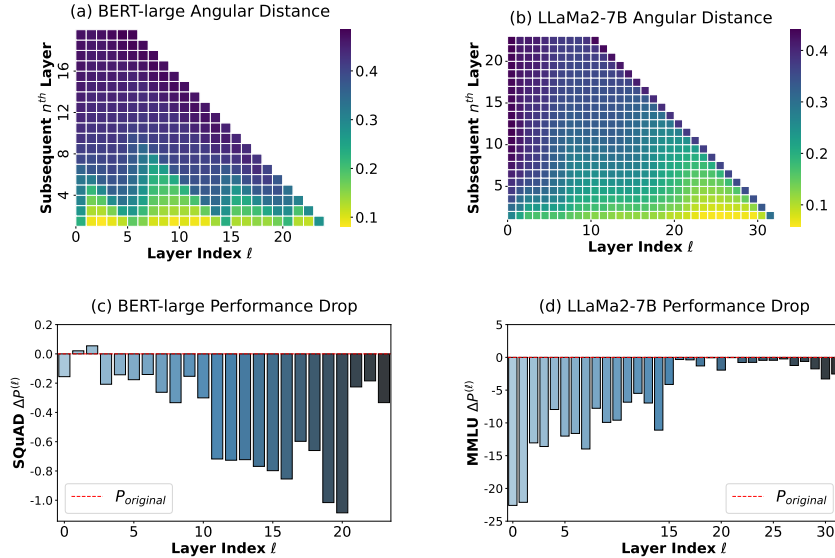 (a) BERT-large Angular Distance
Subsequent nth Layer
16
12
8
4
0 5 10 15 20
Layer Index ℓ
0.4
0.3
0.2
0.1
(b) LLaMa2-7B Angular Distance
Subsequent nth Layer
20
15
10
5
0 10 20 30
Layer Index ℓ
0.4
0.3
0.2
0.1
(c) BERT-large Performance Drop
SQuAD ΔP(ℓ)
0.2
0.0
-0.2
-0.4
-0.6
-0.8
-1.0
Poriginal
0 5 10 15 20
Layer Index ℓ
(d) LLaMa2-7B Performance Drop
MMLU ΔP(ℓ)
5
0
-5
-10
-15
-20
-25
Poriginal
0 5 10 15 20 25 30
Layer Index ℓ